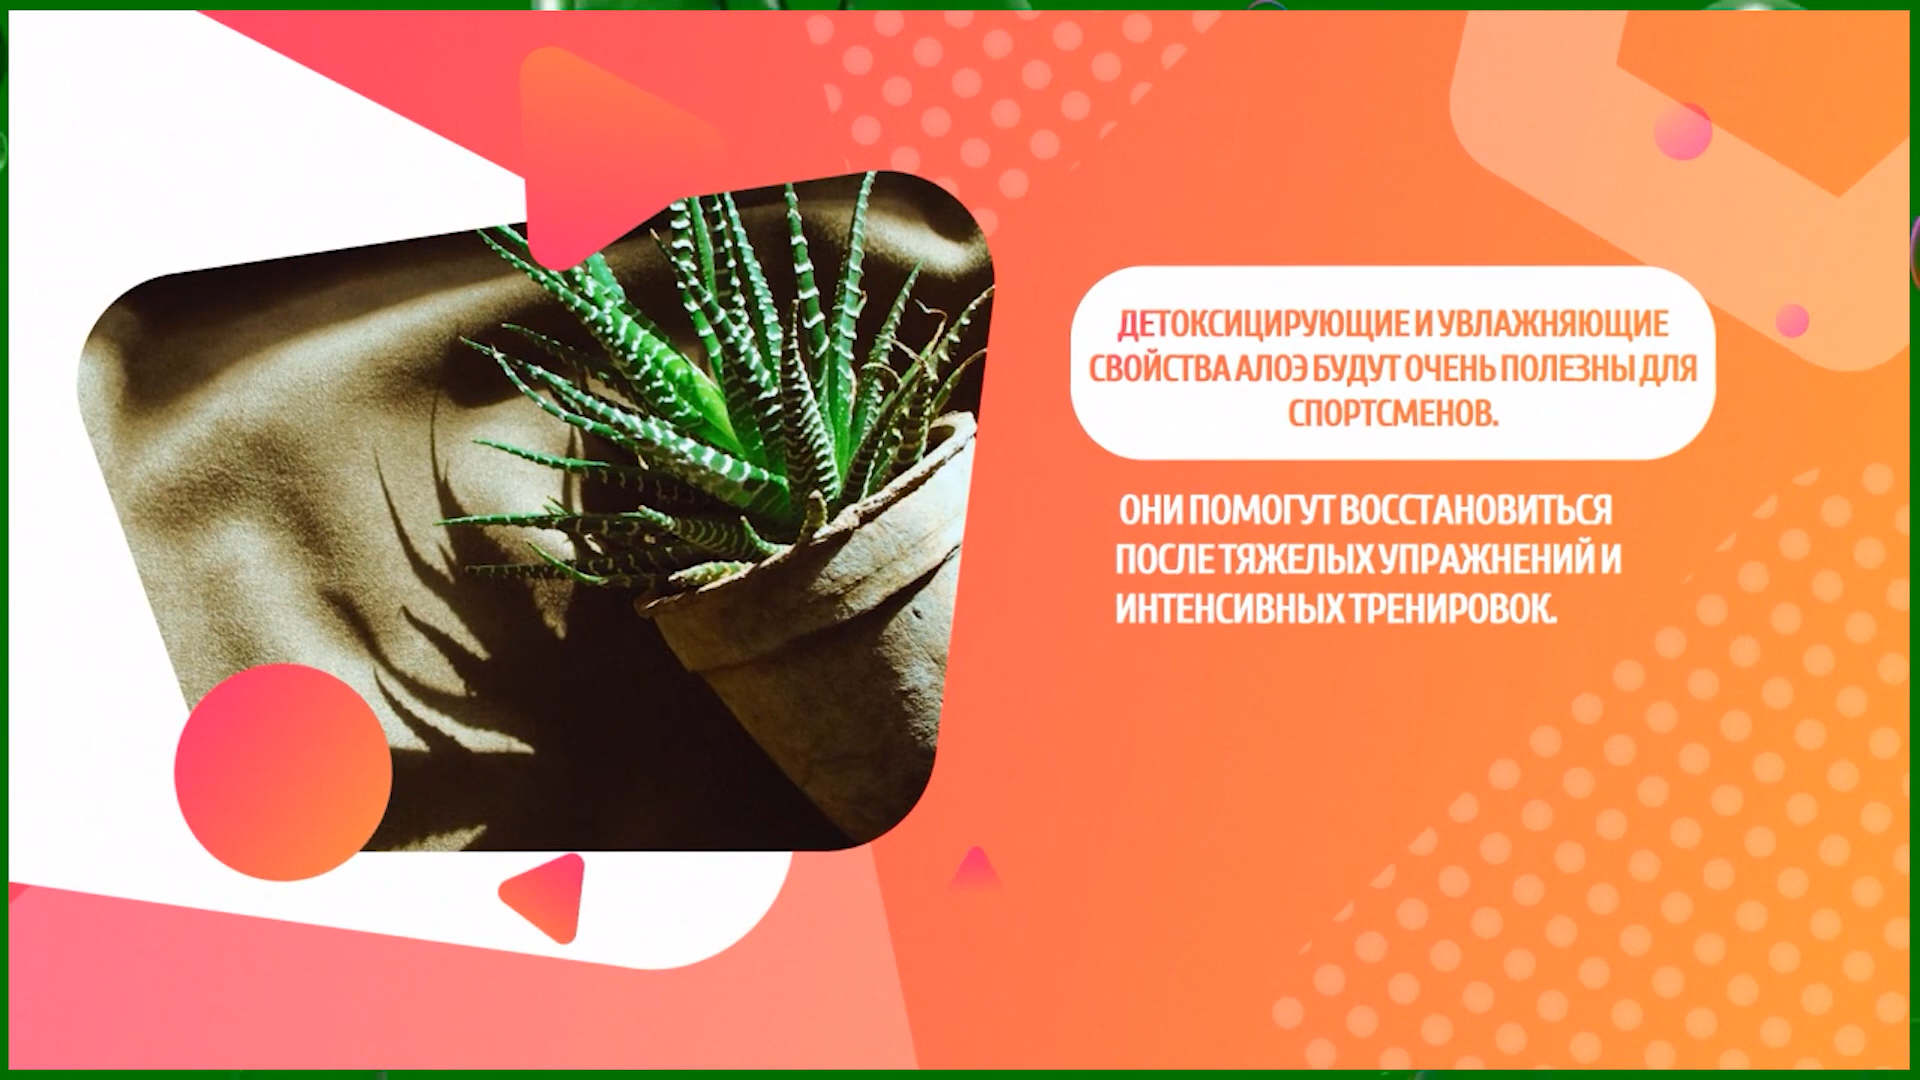 ДЕТОКСИЦИРУЮЩИЕ И УВЛАЖНЯЮЩИЕ
СВОЙСТВА АЛОЭ БУДУТ ОЧЕНЬ ПОЛЕЗНЫ ДЛЯ
СПОРТСМЕНОВ.
ОНИ ПОМОГУТ ВОССТАНОВИТЬСЯ
ПОСЛЕ ТЯЖЕЛЫХ УПРАЖНЕНИЙ И
ИНТЕНСИВНЫХ ТРЕНИРОВОК.